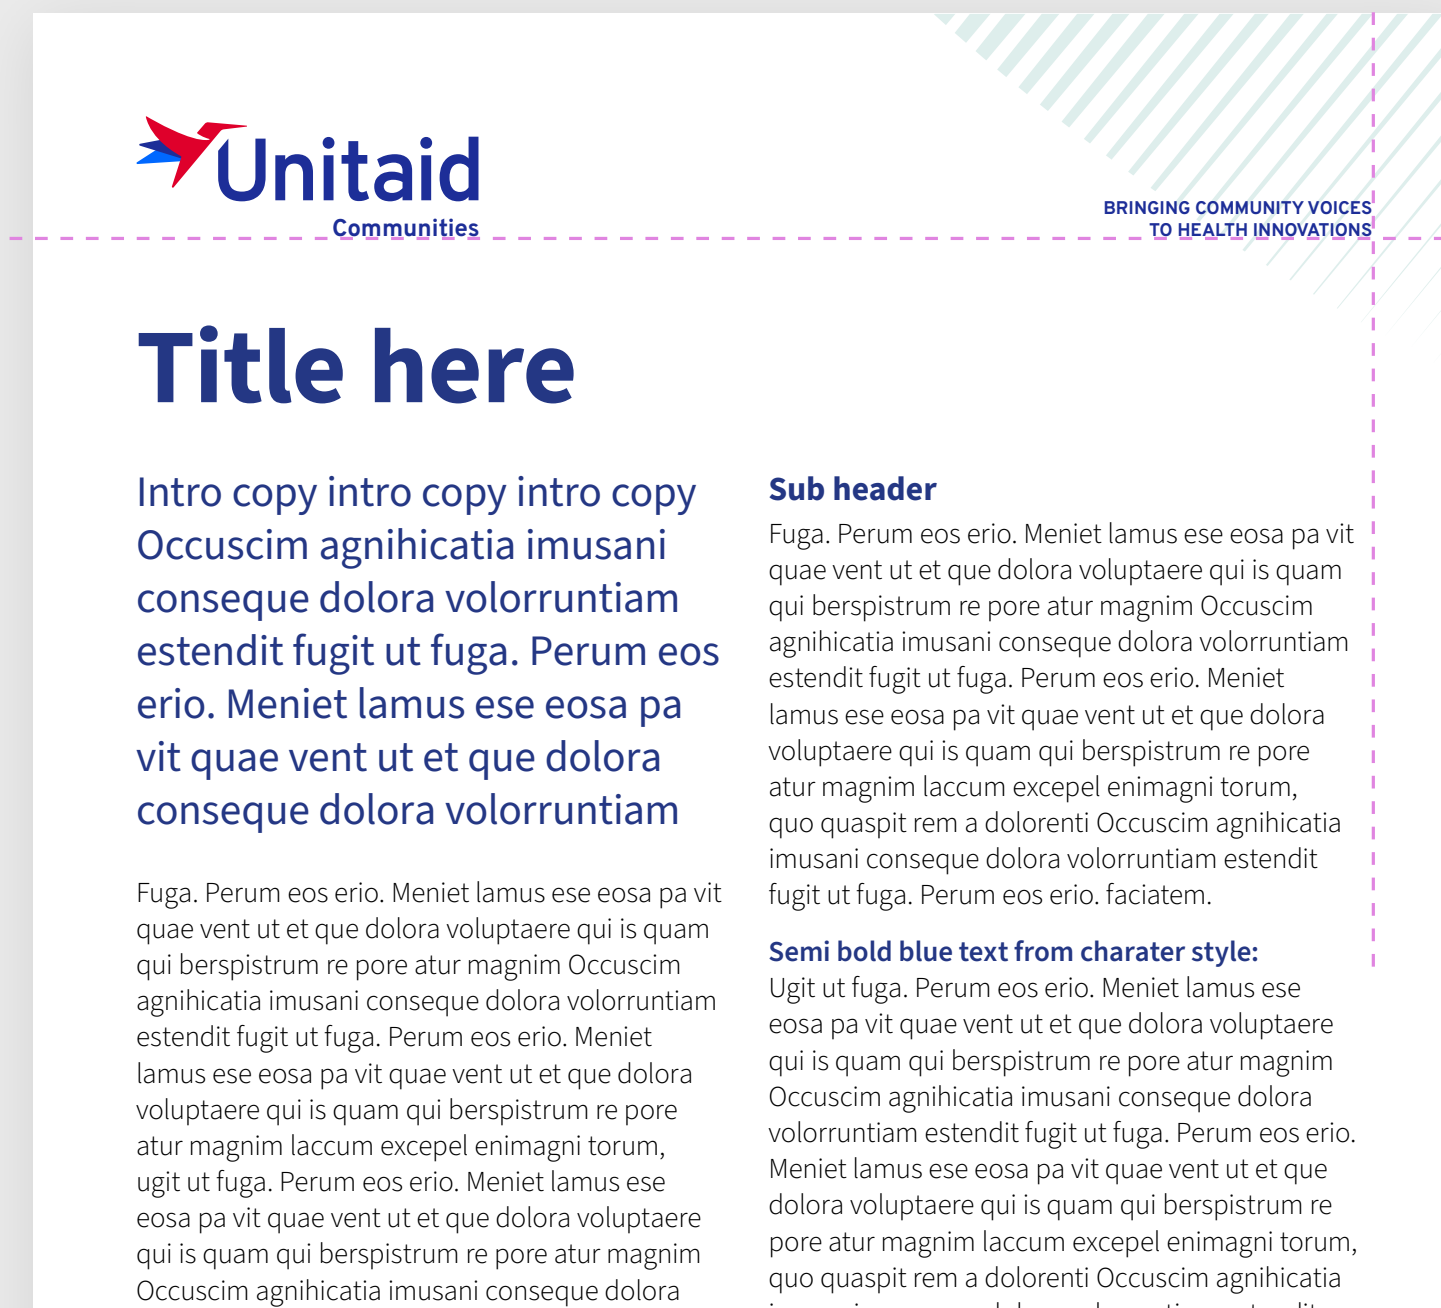 Unitaid
Communities
BRINGING COMMUNITY VOICES
TO HEALTH INNOVATIONS
Title here
Intro copy intro copy intro copy
Occuscim agnihicatia imusani
conseque dolora volorruntiam
estendit fugit ut fuga. Perum eos
erio. Meniet lamus ese eosa pa
vit quae vent ut et que dolora
conseque dolora volorruntiam
Fuga. Perum eos erio. Meniet lamus ese eosa pa vit
quae vent ut et que dolora voluptaere qui is quam
qui berspistrum re pore atur magnim Occuscim
agnihicatia imusani conseque dolora volorruntiam
estendit fugit ut fuga. Perum eos erio. Meniet
lamus ese eosa pa vit quae vent ut et que dolora
voluptaere qui is quam qui berspistrum re pore
atur magnim laccum excepel enimagni torum,
ugit ut fuga. Perum eos erio. Meniet lamus ese
eosa pa vit quae vent ut et que dolora voluptaere
qui is quam qui berspistrum re pore atur magnim
Occuscim agnihicatia imusani conseque dolora
Sub header
Fuga. Perum eos erio. Meniet lamus ese eosa pa vit
quae vent ut et que dolora voluptaere qui is quam
qui berspistrum re pore atur magnim Occuscim
agnihicatia imusani conseque dolora volorruntiam
estendit fugit ut fuga. Perum eos erio. Meniet
lamus ese eosa pa vit quae vent ut et que dolora
voluptaere qui is quam qui berspistrum re pore
atur magnim laccum excepel enimagni torum,
quo quaspit rem a dolorenti Occuscim agnihicatia
imusani conseque dolora volorruntiam estendit
fugit ut fuga. Perum eos erio. faciatem.
Semi bold blue text from charater style:
Ugit ut fuga. Perum eos erio. Meniet lamus ese
eosa pa vit quae vent ut et que dolora voluptaere
qui is quam qui berspistrum re pore atur magnim
Occuscim agnihicatia imusani conseque dolora
volorruntiam estendit fugit ut fuga. Perum eos erio.
Meniet lamus ese eosa pa vit quae vent ut et que
dolora voluptaere qui is quam qui berspistrum re
pore atur magnim laccum excepel enimagni torum,
quo quaspit rem a dolorenti Occuscim agnihicatia